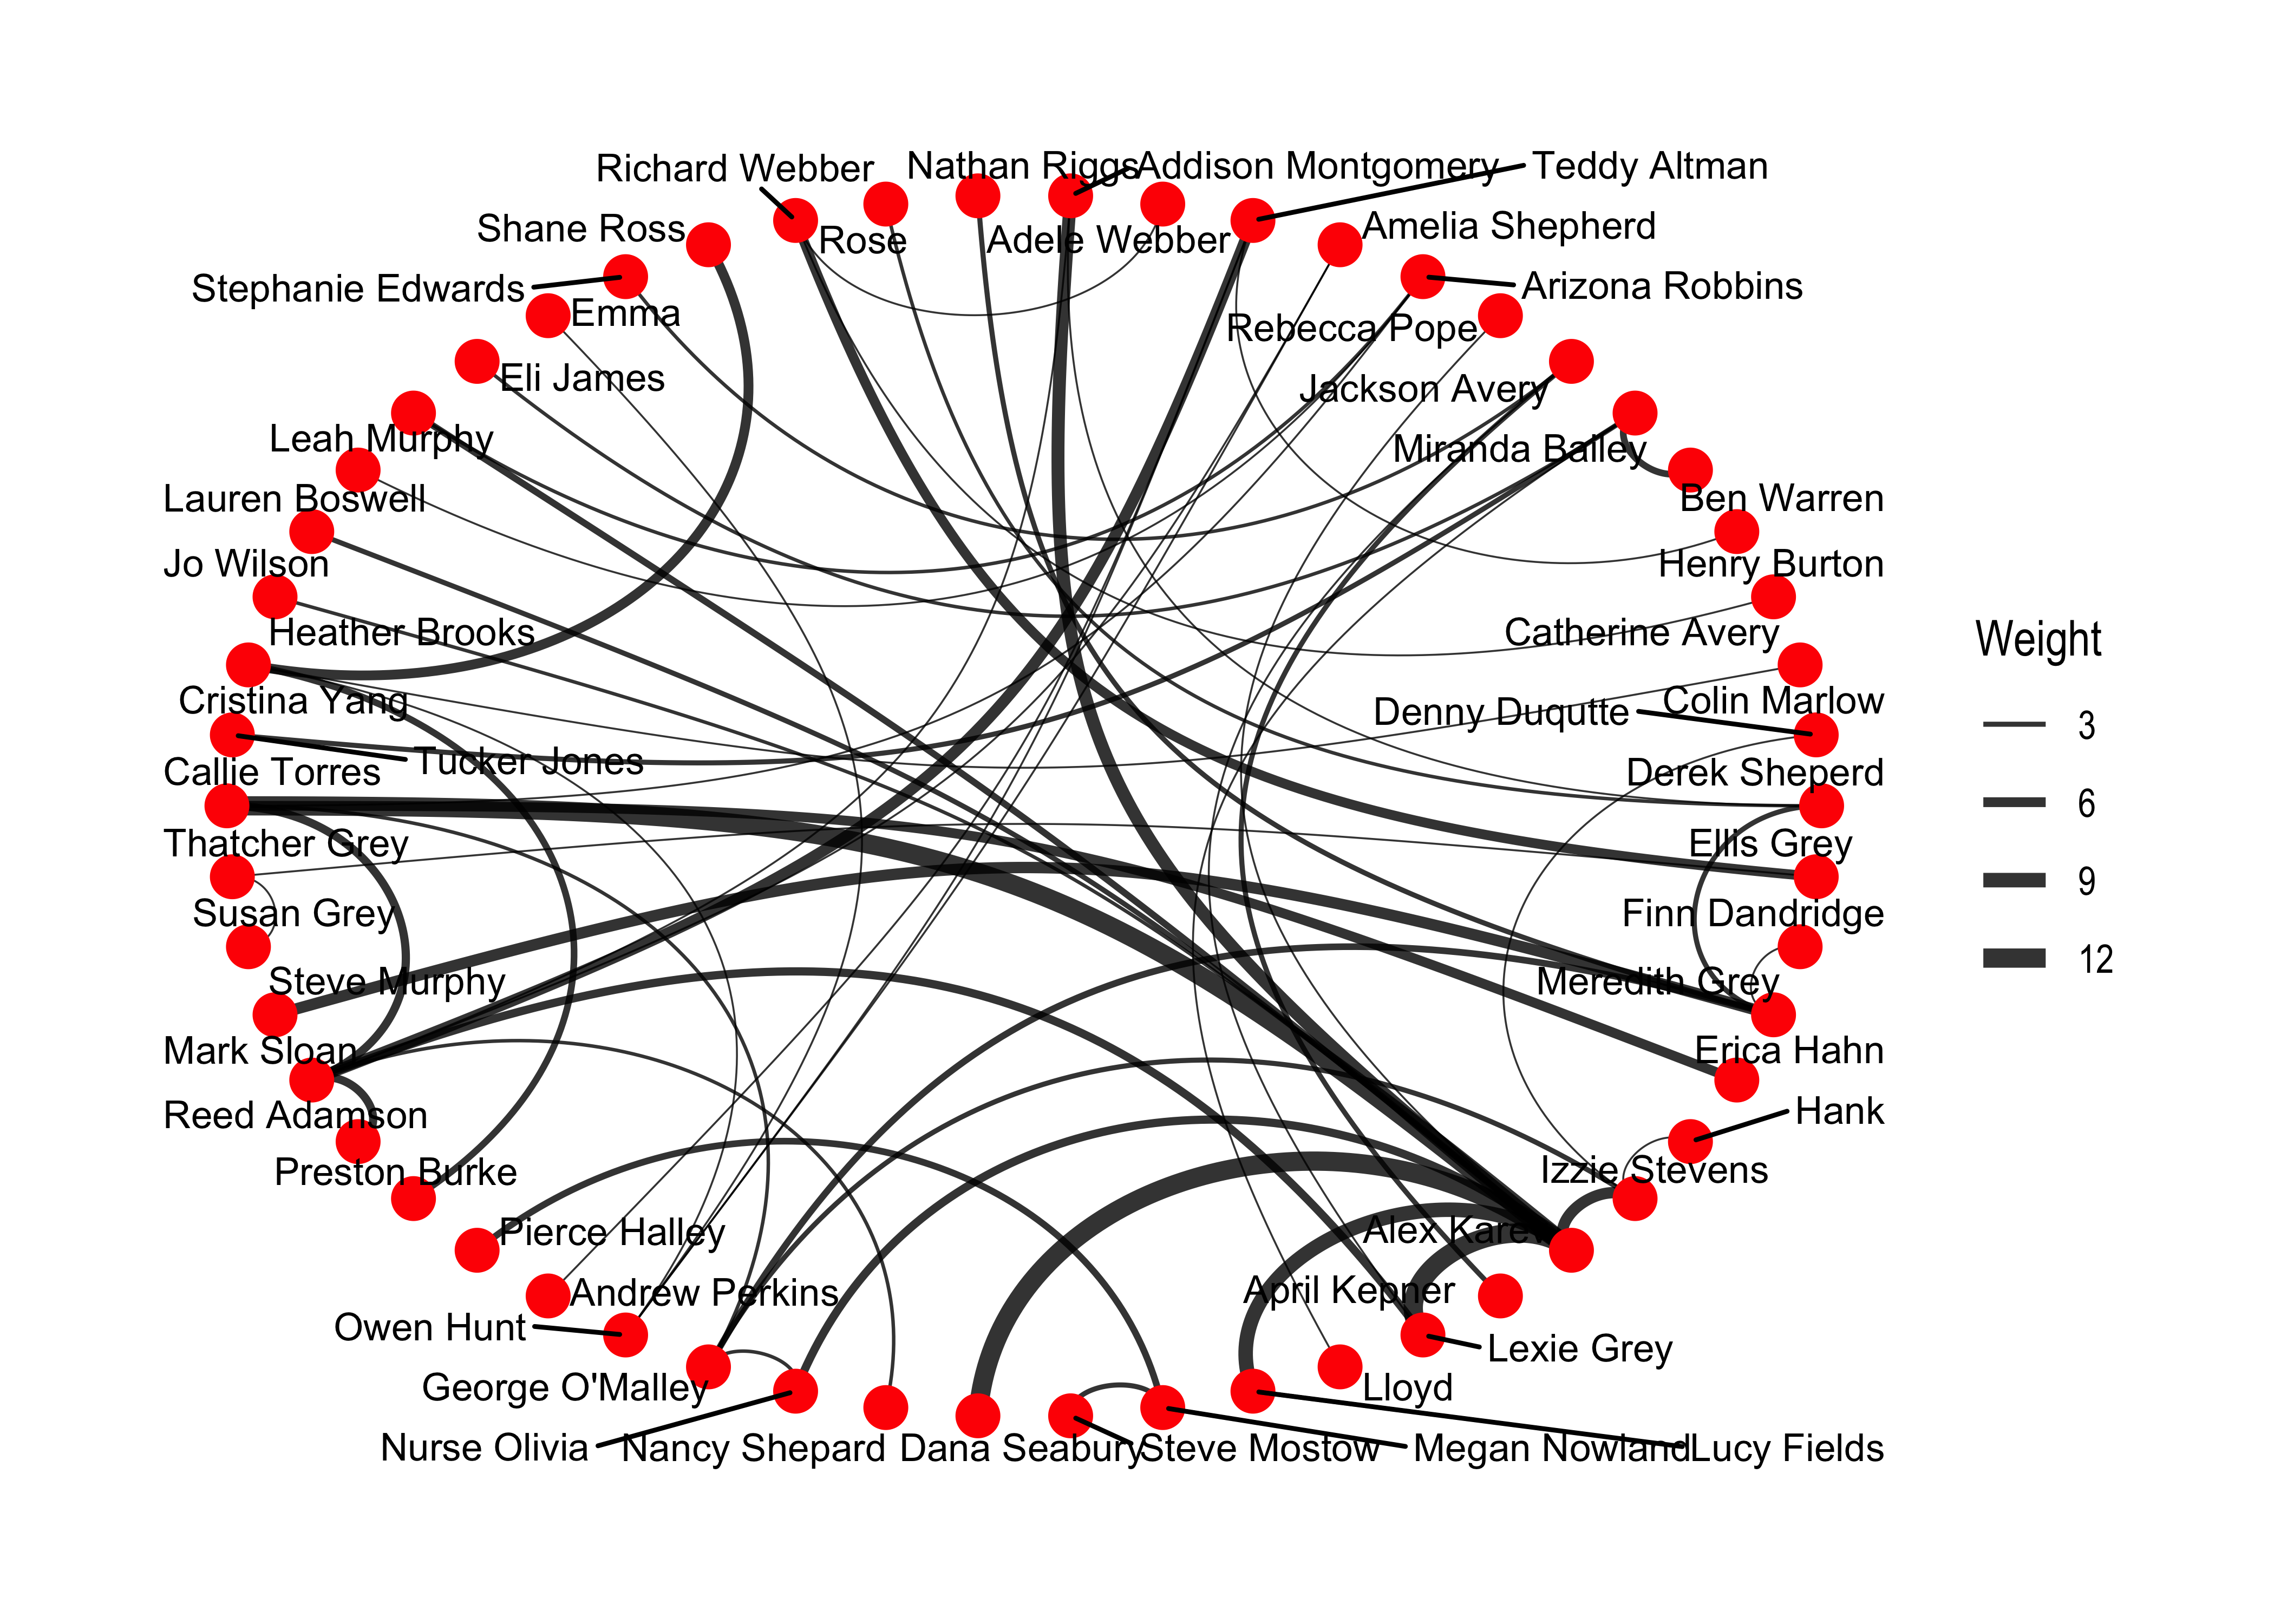 Richard Webber
Nathan Riggs
Addison Montgomery
Teddy Altman
Shane Ross
Rose
Adele Webber
Amelia Shepherd
Stephanie Edwards
Emma
Arizona Robbins
Rebecca Pope
Eli James
Jackson Avery
Leah Murphy
Miranda Bailey
Lauren Boswell
Ben Warren
Jo Wilson
Henry Burton
Heather Brooks
Catherine Avery
Weight
Cristina Yang
Colin Marlow
Denny Duqutte
3
Tucker Jones
Callie Torres
Derek Sheperd
6
Thatcher Grey
Ellis Grey
9
Susan Grey
Finn Dandridge
12
Steve Murphy
Meredith Grey
Mark Sloan
Erica Hahn
Reed Adamson
Hank
Preston Burke
Izzie Stevens
Pierce Halley
Alex Karev
Andrew Perkins
April Kepner
Owen Hunt
Lexie Grey
George O'Malley
Lloyd
Nurse Olivia
Nancy Shepard
Dana Seabury
Steve Mostow
Megan Nowland
Lucy Fields